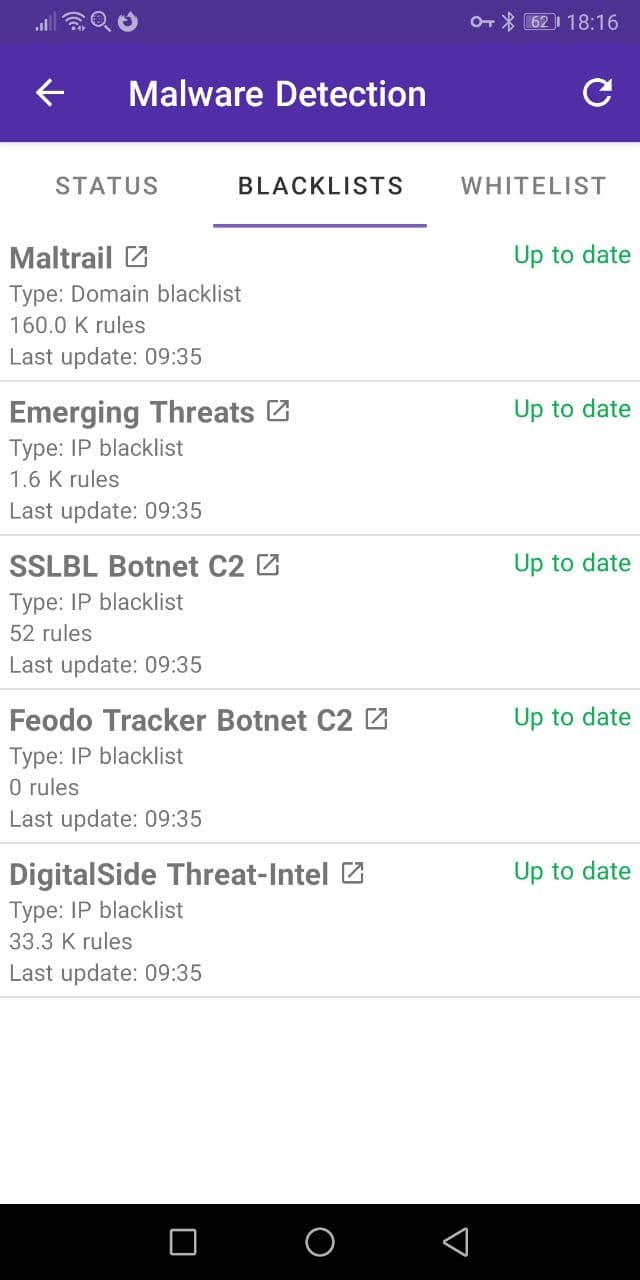 62 18:16
Malware Detection
STATUS BLACKLISTS WHITELIST
Maltrail Up to date
Type: Domain blacklist
160.0 K rules
Last update: 09:35
Emerging Threats Up to date
Type: IP blacklist
1.6 K rules
Last update: 09:35
SSLBL Botnet C2 Up to date
Type: IP blacklist
52 rules
Last update: 09:35
Feodo Tracker Botnet C2 Up to date
Type: IP blacklist
0 rules
Last update: 09:35
DigitalSide Threat-Intel Up to date
Type: IP blacklist
33.3 K rules
Last update: 09:35